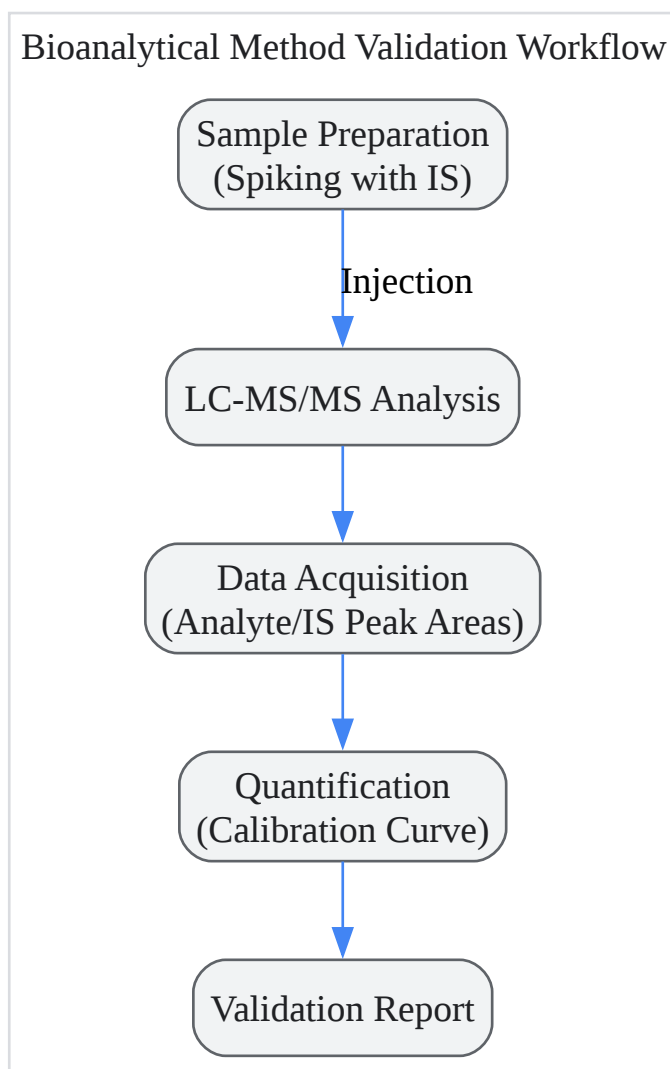 Bioanalytical Method Validation Workflow
Sample Preparation
(Spiking with IS)
Injection
LC-MS/MS Analysis
Data Acquisition
(Analyte/IS Peak Areas)
Quantification
(Calibration Curve)
Validation Report